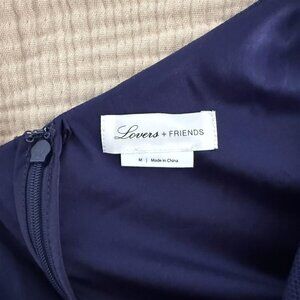 Lovers + FRIENDS
M | Made in China